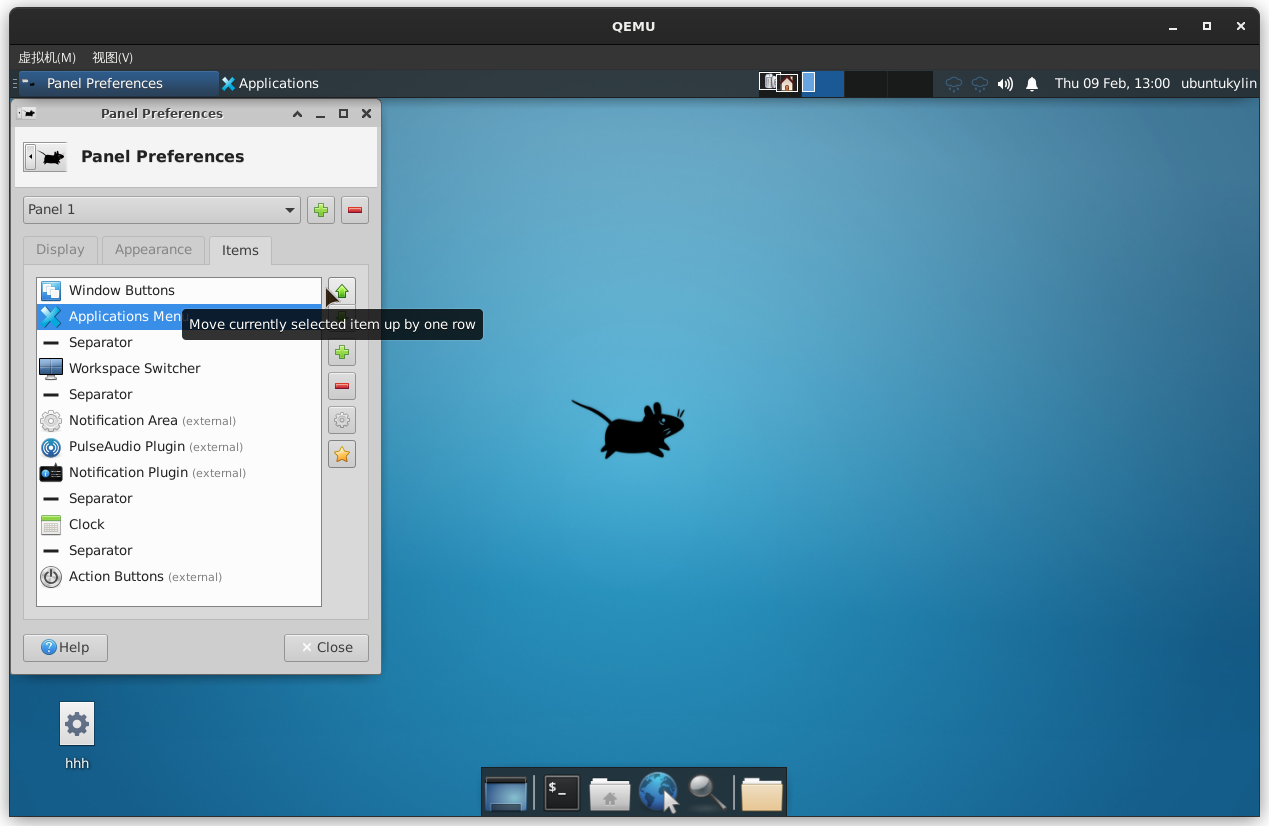 QEMU
虚拟机(M) 视图(V)
Panel Preferences Applications Thu 09 Feb, 13:00 ubuntukylin
Panel Preferences
Panel Preferences
Panel 1
Display Appearance Items
Window Buttons
Applications Men
Move currently selected item up by one row
Separator
Workspace Switcher
Separator
Notification Area (external)
PulseAudio Plugin (external)
Notification Plugin (external)
Separator
Clock
Separator
Action Buttons (external)
Help Close
hhh
$_